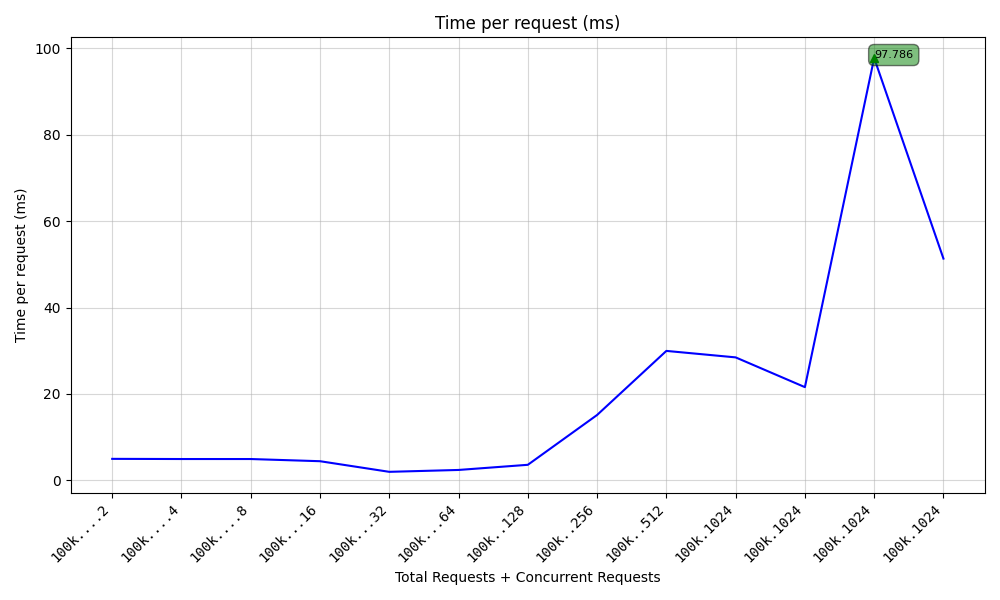 Time per request (ms)
100
97.786
80
60
40
20
0
Time per request (ms)
100k....2
100k....4
100k....8
100k...16
100k...32
100k...64
100k..128
100k..256
100k..512
100k.1024
100k.1024
100k.1024
100k.1024
Total Requests + Concurrent Requests